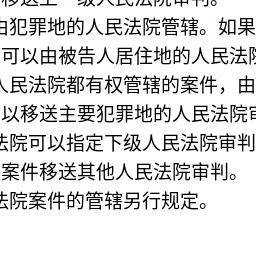 移送上一级人民法院审判。
由犯罪地的人民法院管辖。如果
可以由被告人居住地的人民法院
人民法院都有权管辖的案件，由
以移送主要犯罪地的人民法院审
法院可以指定下级人民法院审判
案件移送其他人民法院审判。
法院案件的管辖另行规定。